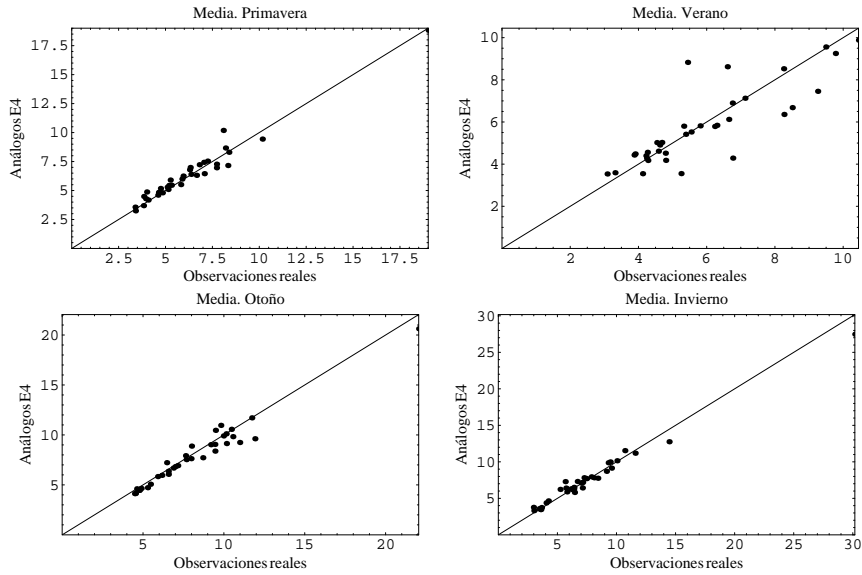 Media. Primavera
17.5
15
12.5
10
7.5
5
2.5
2.5 5 7.5 10 12.5 15 17.5
Análogos E4
Observaciones reales
Media. Verano
10
8
6
4
2
2 4 6 8 10
Análogos E4
Observaciones reales
Media. Otoño
20
15
10
5
5 10 15 20
Análogos E4
Observaciones reales
Media. Invierno
30
25
20
15
10
5
5 10 15 20 25 30
Análogos E4
Observaciones reales